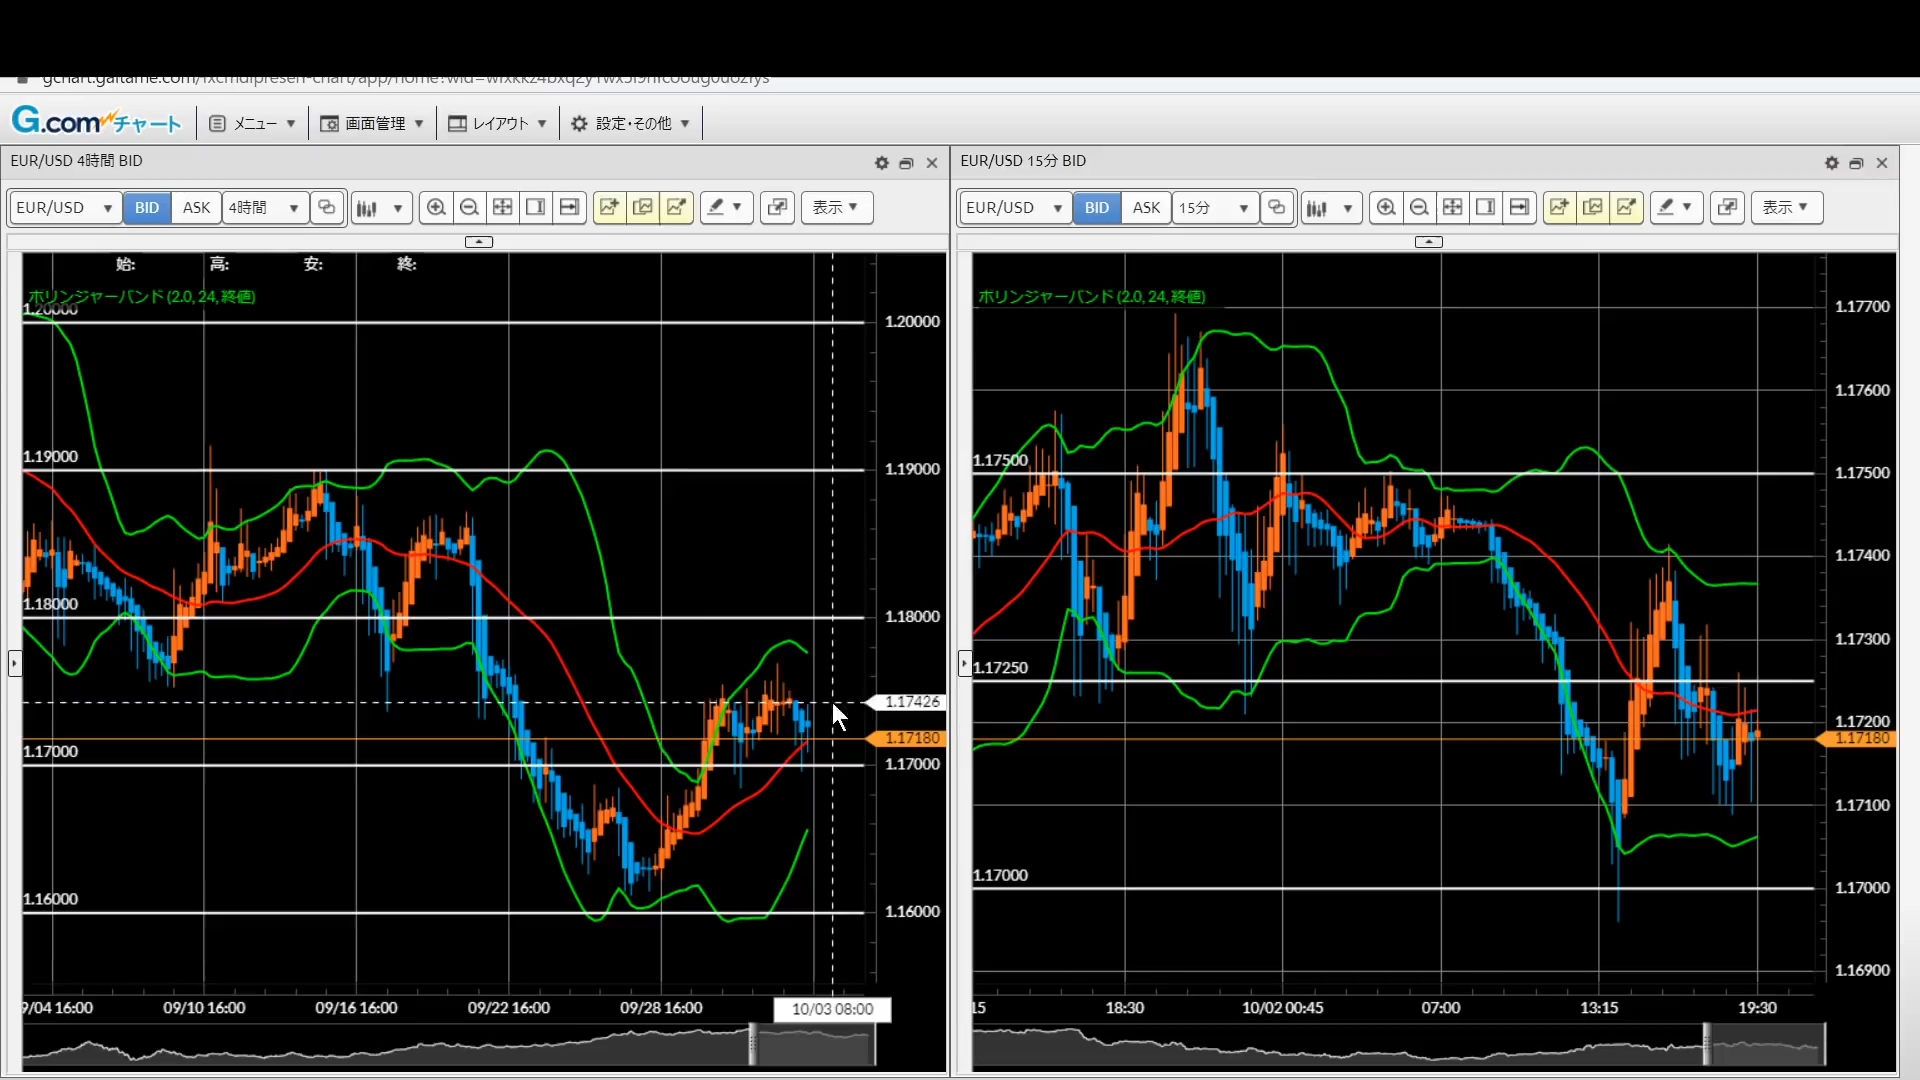 G.comチャート メニュー 画面管理 レイアウト 設定・その他
EUR/USD 4時間 BID
EUR/USD BID ASK 4時間 表示
始: 高: 安: 終:
ボリンジャーバンド (2.0, 24, 終値)
1.20000 1.20000
1.19000 1.19000
1.18000 1.18000
1.17426
1.17180
1.17000 1.17000
1.16000 1.16000
9/04 16:00 09/10 16:00 09/16 16:00 09/22 16:00 09/28 16:00 10/03 08:00
EUR/USD 15分 BID
EUR/USD BID ASK 15分 表示
ボリンジャーバンド (2.0, 24, 終値)
1.17700
1.17600
1.17500 1.17500
1.17400
1.17300
1.17250
1.17200
1.17180
1.17100
1.17000 1.17000
1.16900
15 18:30 10/02 00:45 07:00 13:15 19:30